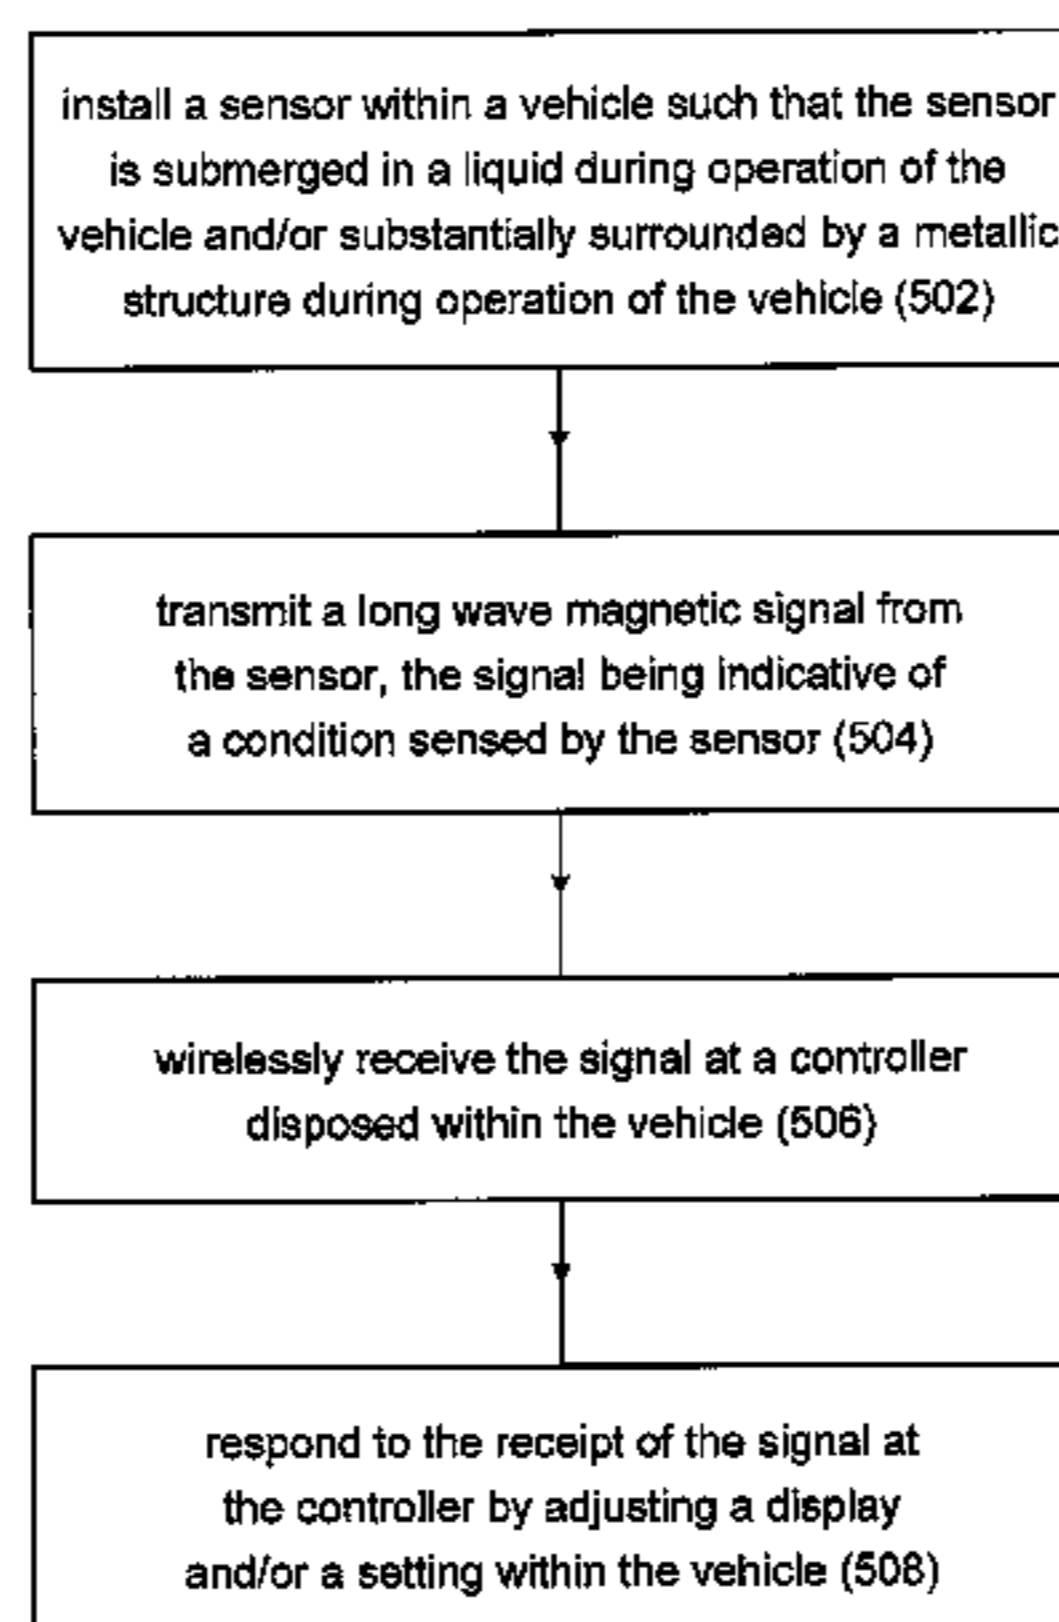 install a sensor within a vehicle such that the sensor
is submerged in a liquid during operation of the
vehicle and/or substantially surrounded by a metallic
structure during operation of the vehicle (502)
transmit a long wave magnetic signal from
the sensor, the signal being indicative of
a condition sensed by the sensor (504)
wirelessly receive the signal at a controller
disposed within the vehicle (506)
respond to the receipt of the signal at
the controller by adjusting a display
and/or a setting within the vehicle (508)